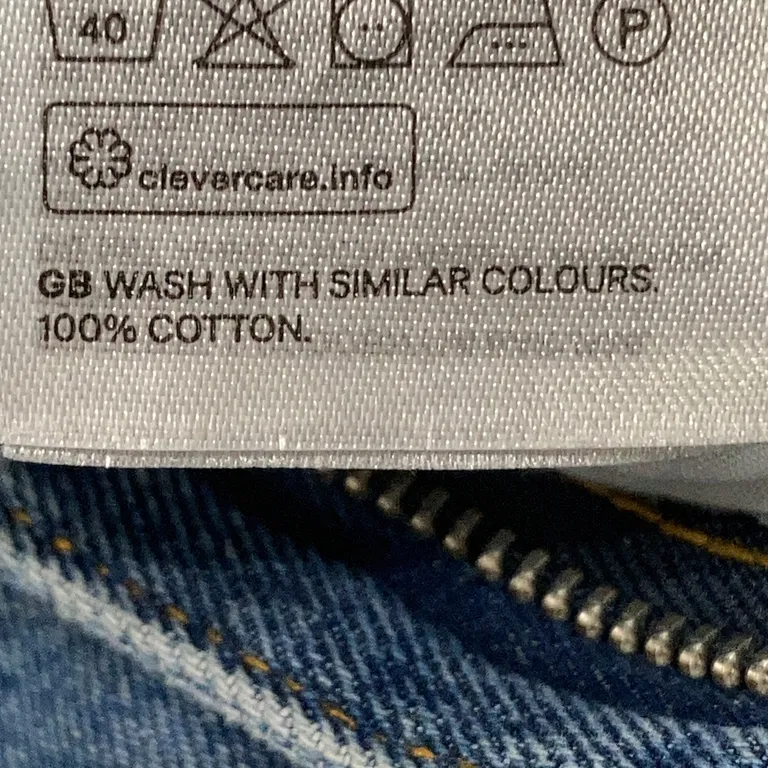 40 P
clevercare.info
GB WASH WITH SIMILAR COLOURS.
100% COTTON.